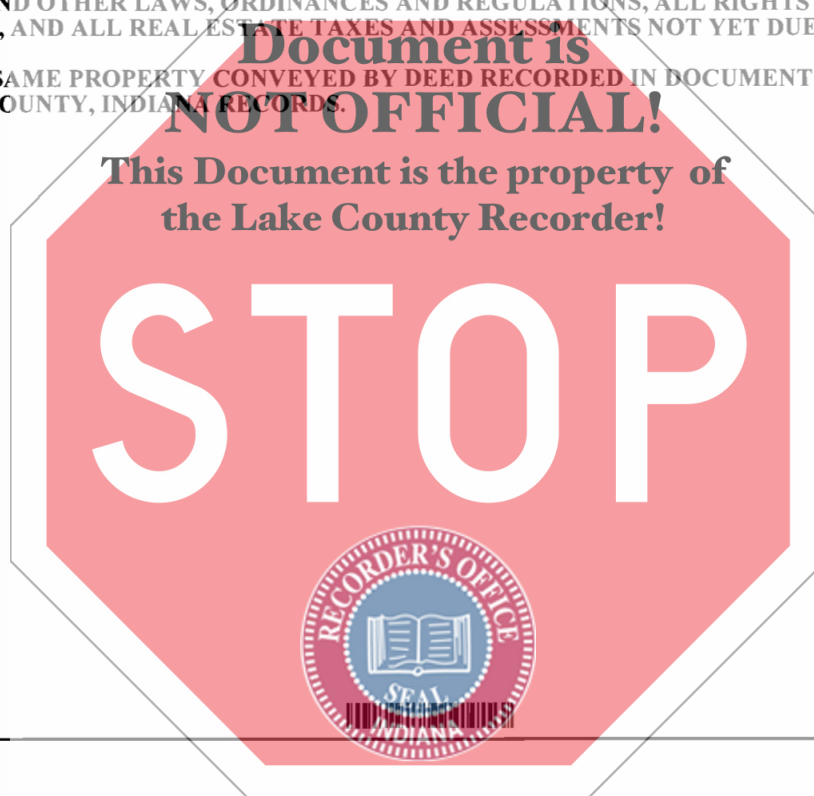 ND OTHER LAWS, ORDINANCES AND REGULATIONS, ALL RIGHTS
, AND ALL REAL ESTATE TAXES AND ASSESSMENTS NOT YET DUE
Document is
SAME PROPERTY CONVEYED BY DEED RECORDED IN DOCUMENT
OUNTY, INDIANA RECORDS.
NOT OFFICIAL!
This Document is the property of
the Lake County Recorder!
STOP
RECORDER'S OFFICE
SEAL
INDIANA